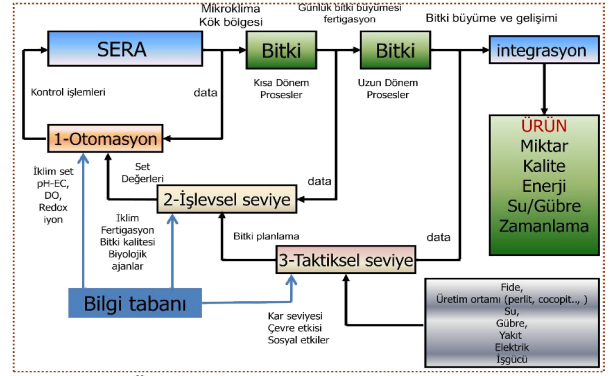 Mikroklima
Kök bölgesi
Günlük bitki büyümesi
fertigasyon
Bitki büyüme ve gelişimi
SERA
Bitki
Bitki
integrasyon
Kontrol işlemleri
data
Kısa Dönem
Prosesler
Uzun Dönem
Prosesler
ÜRÜN
Miktar
Kalite
Enerji
Su/Gübre
Zamanlama
1-Otomasyon
İklim set
pH-EC,
DO,
Redox
iyon
Set
Değerleri
data
2-İşlevsel seviye
İklim
Fertigasyon
Bitki kalitesi
Biyolojik
ajanlar
Bitki planlama
data
3-Taktiksel seviye
Bilgi tabanı
Kar seviyesi
Çevre etkisi
Sosyal etkiler
Fide,
Üretim ortamı (perlit, cocopit.., )
Su,
Gübre,
Yakıt
Elektrik
İşgücü